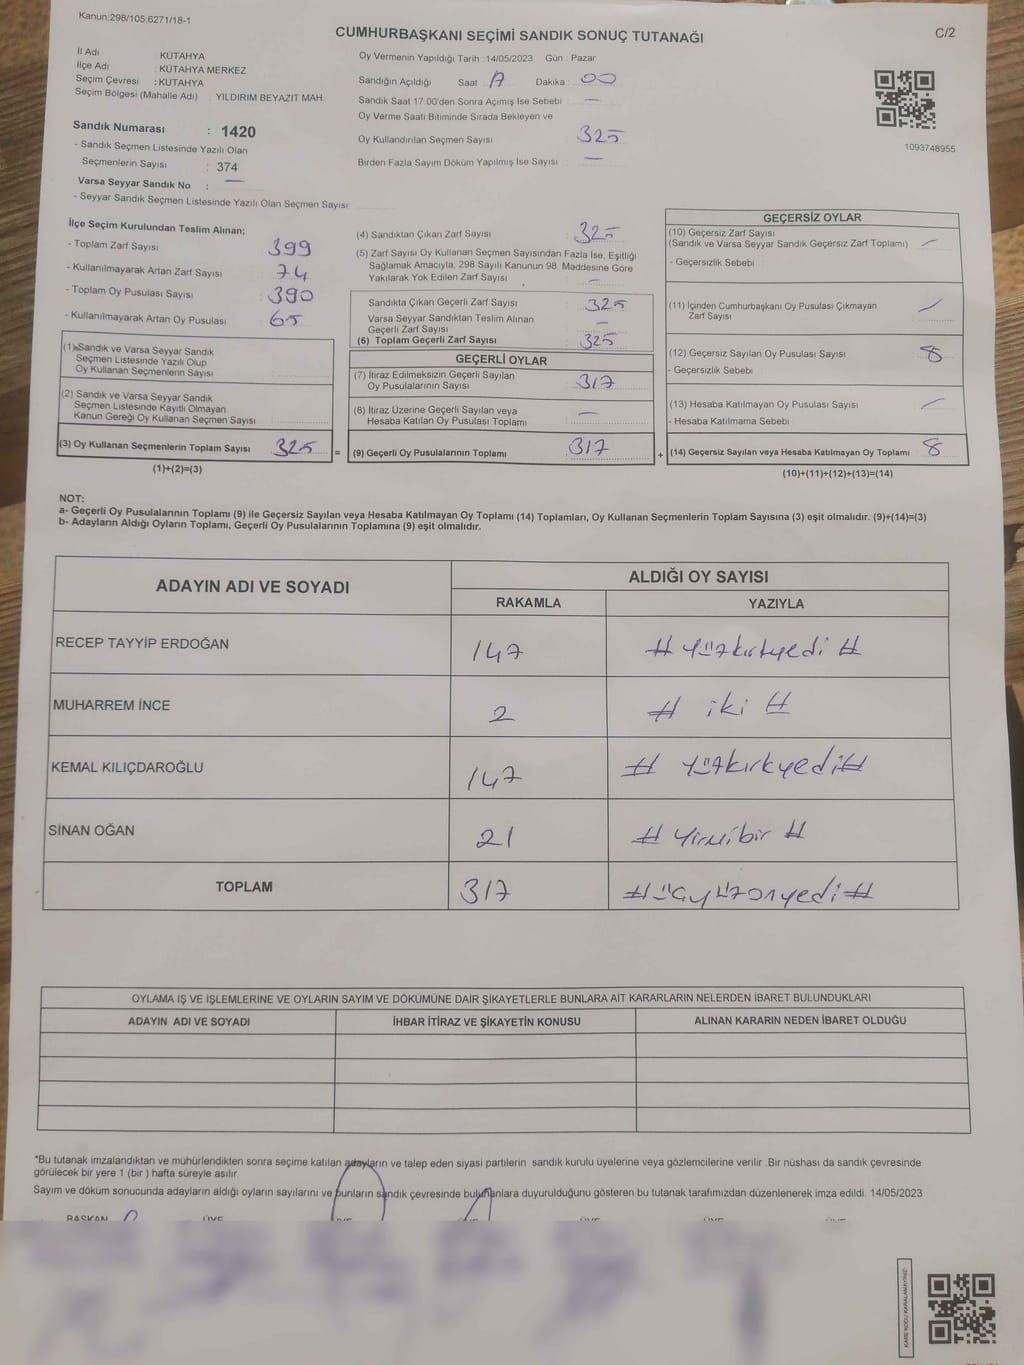 Kanun:298/105;6271/18-1
C/2
CUMHURBAŞKANI SEÇİMİ SANDIK SONUÇ TUTANAĞI
İl Adı KÜTAHYA
İlçe Adı : KÜTAHYA MERKEZ
Seçim Çevresi : KÜTAHYA
Seçim Bölgesi (Mahalle Adı) : YILDIRIM BEYAZIT MAH.
Oy Vermenin Yapıldığı Tarih : 14/05/2023 Gün : Pazar
Sandığın Açıldığı Saat 17 Dakika : 00
Sandık Saat 17:00'den Sonra Açımış İse Sebebi : —
Oy Verme Saati Bitiminde Sırada Bekleyen ve
Oy Kullandırılan Seçmen Sayısı : 325
Birden Fazla Sayım Döküm Yapılmış İse Sayısı : —
1093748955
Sandık Numarası : 1420
- Sandık Seçmen Listesinde Yazılı Olan
Seçmenlerin Sayısı : 374
Varsa Seyyar Sandık No : —
- Seyyar Sandık Seçmen Listesinde Yazılı Olan Seçmen Sayısı
İlçe Seçim Kurulundan Teslim Alınan;
- Toplam Zarf Sayısı : 399
- Kullanılmayarak Artan Zarf Sayısı : 74
- Toplam Oy Pusulası Sayısı : 390
- Kullanılmayarak Artan Oy Pusulası : 65
(1) Sandık ve Varsa Seyyar Sandık
Seçmen Listesinde Yazılı Olup
Oy Kullanan Seçmenlerin Sayısı
(2) Sandık ve Varsa Seyyar Sandık
Seçmen Listesinde Kayıtlı Olmayan
Kanun Gereği Oy Kullanan Seçmen Sayısı
(3) Oy Kullanan Seçmenlerin Toplam Sayısı 325 =
(1)+(2)=(3)
(4) Sandıktan Çıkan Zarf Sayısı : 325
(5) Zarf Sayısı Oy Kullanan Seçmen Sayısından Fazla İse, Eşitliği
Sağlamak Amacıyla; 298 Sayılı Kanunun 98. Maddesine Göre
Yakılarak Yok Edilen Zarf Sayısı : —
Sandıkta Çıkan Geçerli Zarf Sayısı : 325
Varsa Seyyar Sandıktan Teslim Alınan
Geçerli Zarf Sayısı : —
(6) Toplam Geçerli Zarf Sayısı : 325
GEÇERLİ OYLAR
(7) İtiraz Edilmeksizin Geçerli Sayılan
Oy Pusulalarının Sayısı : 317
(8) İtiraz Üzerine Geçerli Sayılan veya
Hesaba Katılan Oy Pusulası Toplamı : —
(9) Geçerli Oy Pusulalarının Toplamı : 317 +
GEÇERSİZ OYLAR
(10) Geçersiz Zarf Sayısı
(Sandık ve Varsa Seyyar Sandık Geçersiz Zarf Toplamı) : —
- Geçersizlik Sebebi
(11) İçinden Cumhurbaşkanı Oy Pusulası Çıkmayan
Zarf Sayısı —
(12) Geçersiz Sayılan Oy Pusulası Sayısı : 8
- Geçersizlik Sebebi
(13) Hesaba Katılmayan Oy Pusulası Sayısı : —
- Hesaba Katılmama Sebebi
(14) Geçersiz Sayılan veya Hesaba Katılmayan Oy Toplamı : 8
(10)+(11)+(12)+(13)=(14)
NOT:
a- Geçerli Oy Pusulalarının Toplamı (9) ile Geçersiz Sayılan veya Hesaba Katılmayan Oy Toplamı (14) Toplamları, Oy Kullanan Seçmenlerin Toplam Sayısına (3) eşit olmalıdır. (9)+(14)=(3)
b- Adayların Aldığı Oyların Toplamı, Geçerli Oy Pusulalarının Toplamına (9) eşit olmalıdır.
ADAYIN ADI VE SOYADI
ALDIĞI OY SAYISI
RAKAMLA YAZIYLA
RECEP TAYYİP ERDOĞAN 147 # Yüzkırkyedi #
MUHARREM İNCE 2 # iki #
KEMAL KILIÇDAROĞLU 147 # Yüzkırkyedi #
SİNAN OĞAN 21 # Yirmibir #
TOPLAM 317 # üçyüzonyedi #
OYLAMA İŞ VE İŞLEMLERİNE VE OYLARIN SAYIM VE DÖKÜMÜNE DAİR ŞİKAYETLERLE BUNLARA AİT KARARLARIN NELERDEN İBARET BULUNDUKLARI
ADAYIN ADI VE SOYADI İHBAR İTİRAZ VE ŞİKAYETİN KONUSU ALINAN KARARIN NEDEN İBARET OLDUĞU
*Bu tutanak imzalandıktan ve mühürlendikten sonra seçime katılan adayların ve talep eden siyasi partilerin sandık kurulu üyelerine veya gözlemcilerine verilir .Bir nüshası da sandık çevresinde
görülecek bir yere 1 (bir ) hafta süreyle asılır.
Sayım ve döküm sonucunda adayların aldığı oyların sayılarını ve bunların sandık çevresinde bulunanlara duyurulduğunu gösteren bu tutanak tarafımızdan düzenlenerek imza edildi. 14/05/2023
BAŞKAN ÜYE ÜYE ÜYE ÜYE ÜYE